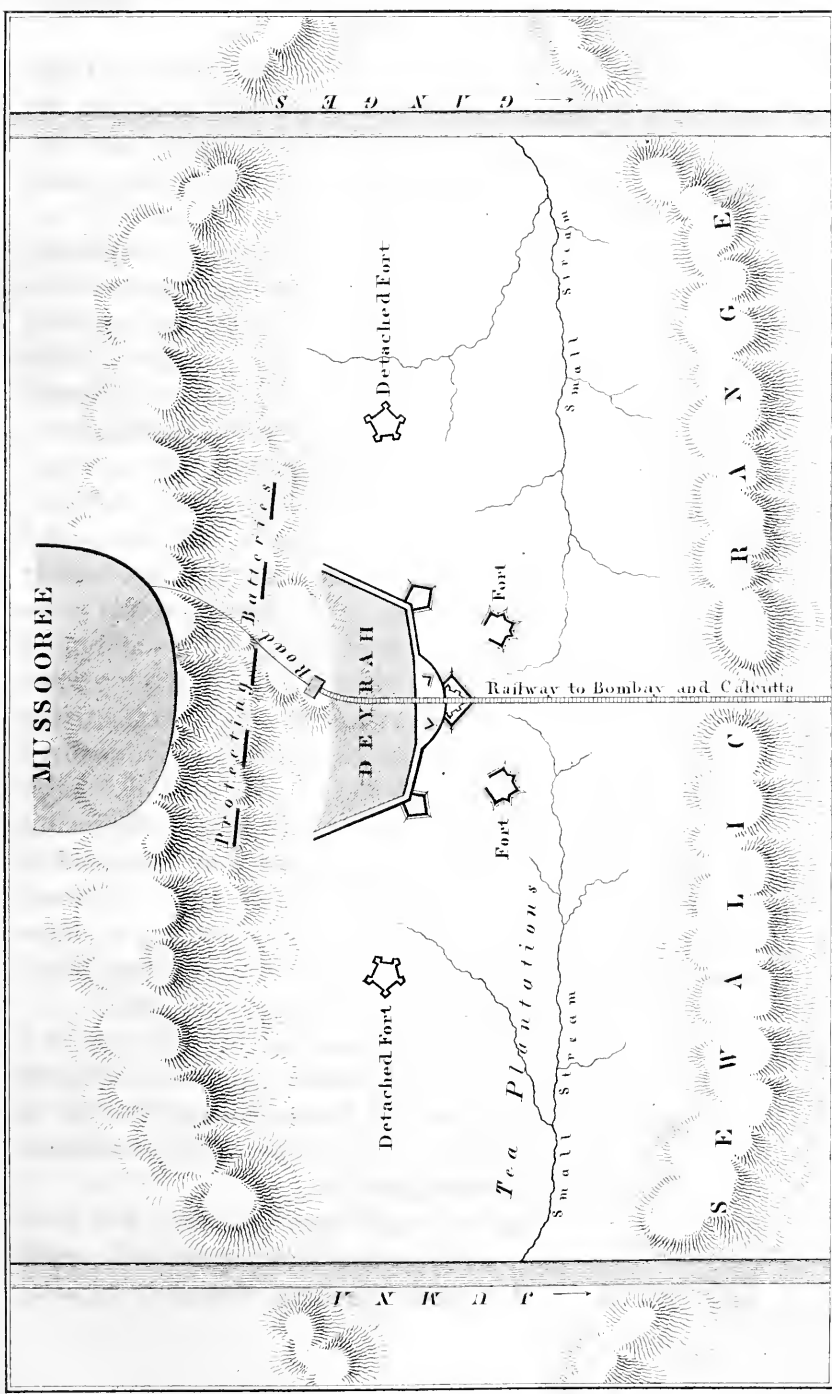 MUSSOOREE
Protecting Batteries
Road
DEYRAH
GANGES
JUMNA
Detached Fort
Detached Fort
Fort
Fort
Railway to Bombay and Calcutta
Tea Plantations
Small Stream
Small Stream
SEWALIC RANGE